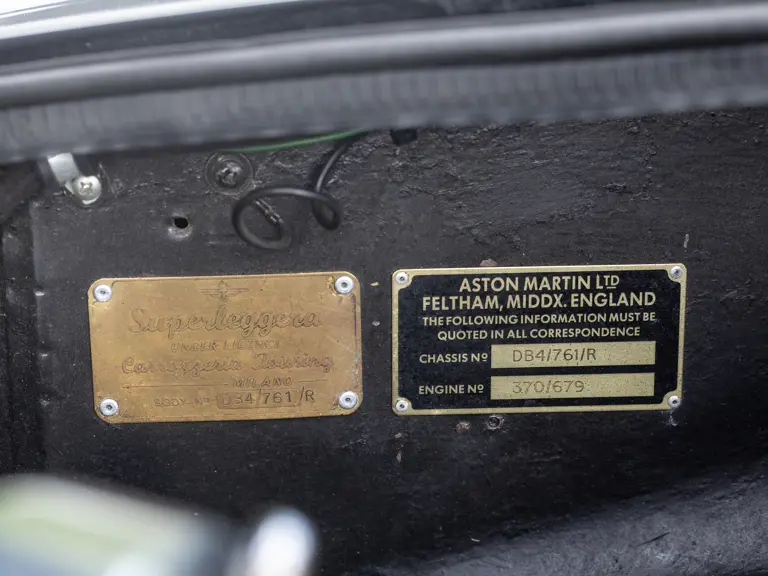 Superleggera
UNDER LICENCE
Carrozzeria Touring
MILANO
BODY Nº DB4/761/R
ASTON MARTIN LTD
FELTHAM, MIDDX. ENGLAND
THE FOLLOWING INFORMATION MUST BE
QUOTED IN ALL CORRESPONDENCE
CHASSIS Nº DB4/761/R
ENGINE Nº 370/679